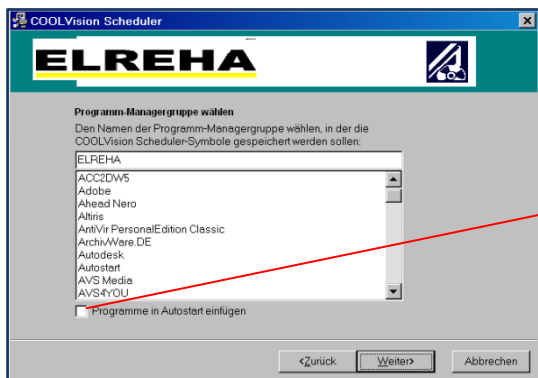 COOLVision Scheduler
ELREHA
Programm-Managergruppe wählen
Den Namen der Programm-Managergruppe wählen, in der die
COOLVision Scheduler-Symbole gespeichert werden sollen:
ELREHA
ACC2DW5
Adobe
Ahead Nero
Altiris
AntiVir PersonalEdition Classic
ArchivWare.DE
Autodesk
Autostart
AVS Media
AVS4YOU
Programme in Autostart einfügen
<Zurück Weiter> Abbrechen